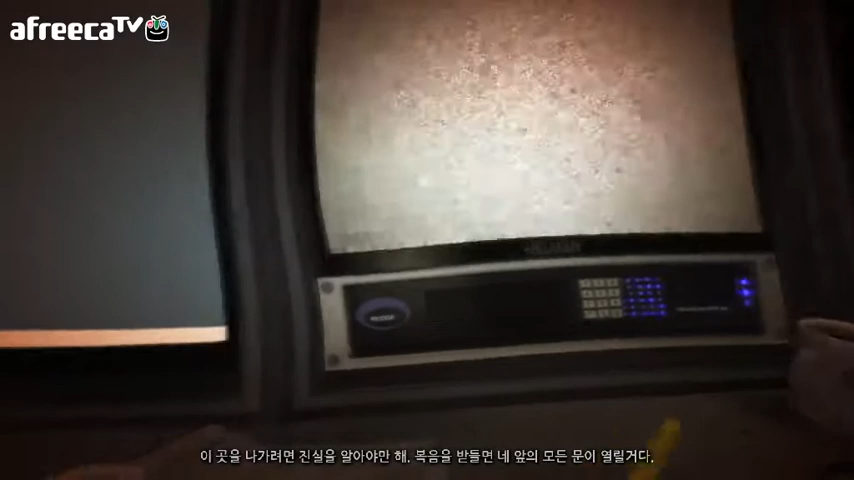 afreecaTV
이 곳을 나가려면 진실을 알아야만 해. 복음을 받들면 네 앞의 모든 문이 열릴거다.